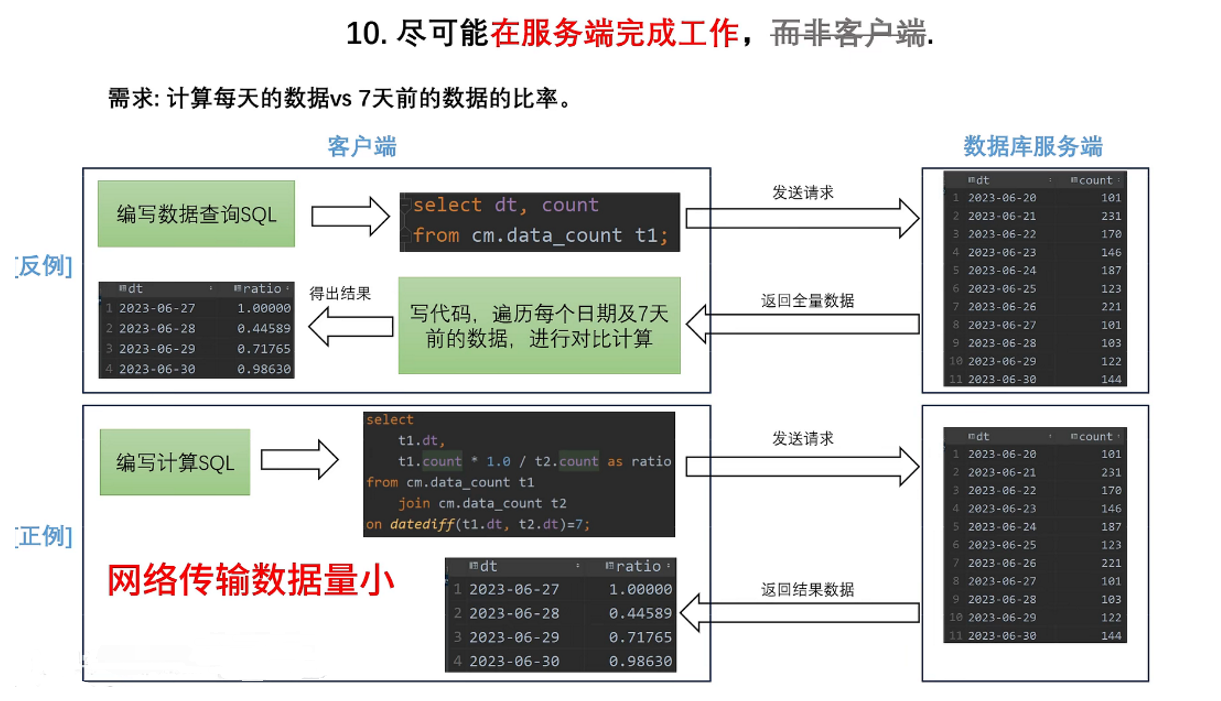 10. 尽可能在服务端完成工作，而非客户端.
需求: 计算每天的数据vs 7天前的数据的比率。
客户端
数据库服务端
[反例]
编写数据查询SQL
select dt, count
from cm.data_count t1;
发送请求
dt count
1 2023-06-20 101
2 2023-06-21 231
3 2023-06-22 170
4 2023-06-23 146
5 2023-06-24 187
6 2023-06-25 123
7 2023-06-26 221
8 2023-06-27 101
9 2023-06-28 103
10 2023-06-29 122
11 2023-06-30 144
返回全量数据
写代码，遍历每个日期及7天
前的数据，进行对比计算
得出结果
dt ratio
1 2023-06-27 1.00000
2 2023-06-28 0.44589
3 2023-06-29 0.71765
4 2023-06-30 0.98630
[正例]
编写计算SQL
select
t1.dt,
t1.count * 1.0 / t2.count as ratio
from cm.data_count t1
join cm.data_count t2
on datediff(t1.dt, t2.dt)=7;
发送请求
dt count
1 2023-06-20 101
2 2023-06-21 231
3 2023-06-22 170
4 2023-06-23 146
5 2023-06-24 187
6 2023-06-25 123
7 2023-06-26 221
8 2023-06-27 101
9 2023-06-28 103
10 2023-06-29 122
11 2023-06-30 144
返回结果数据
网络传输数据量小
dt ratio
1 2023-06-27 1.00000
2 2023-06-28 0.44589
3 2023-06-29 0.71765
4 2023-06-30 0.98630